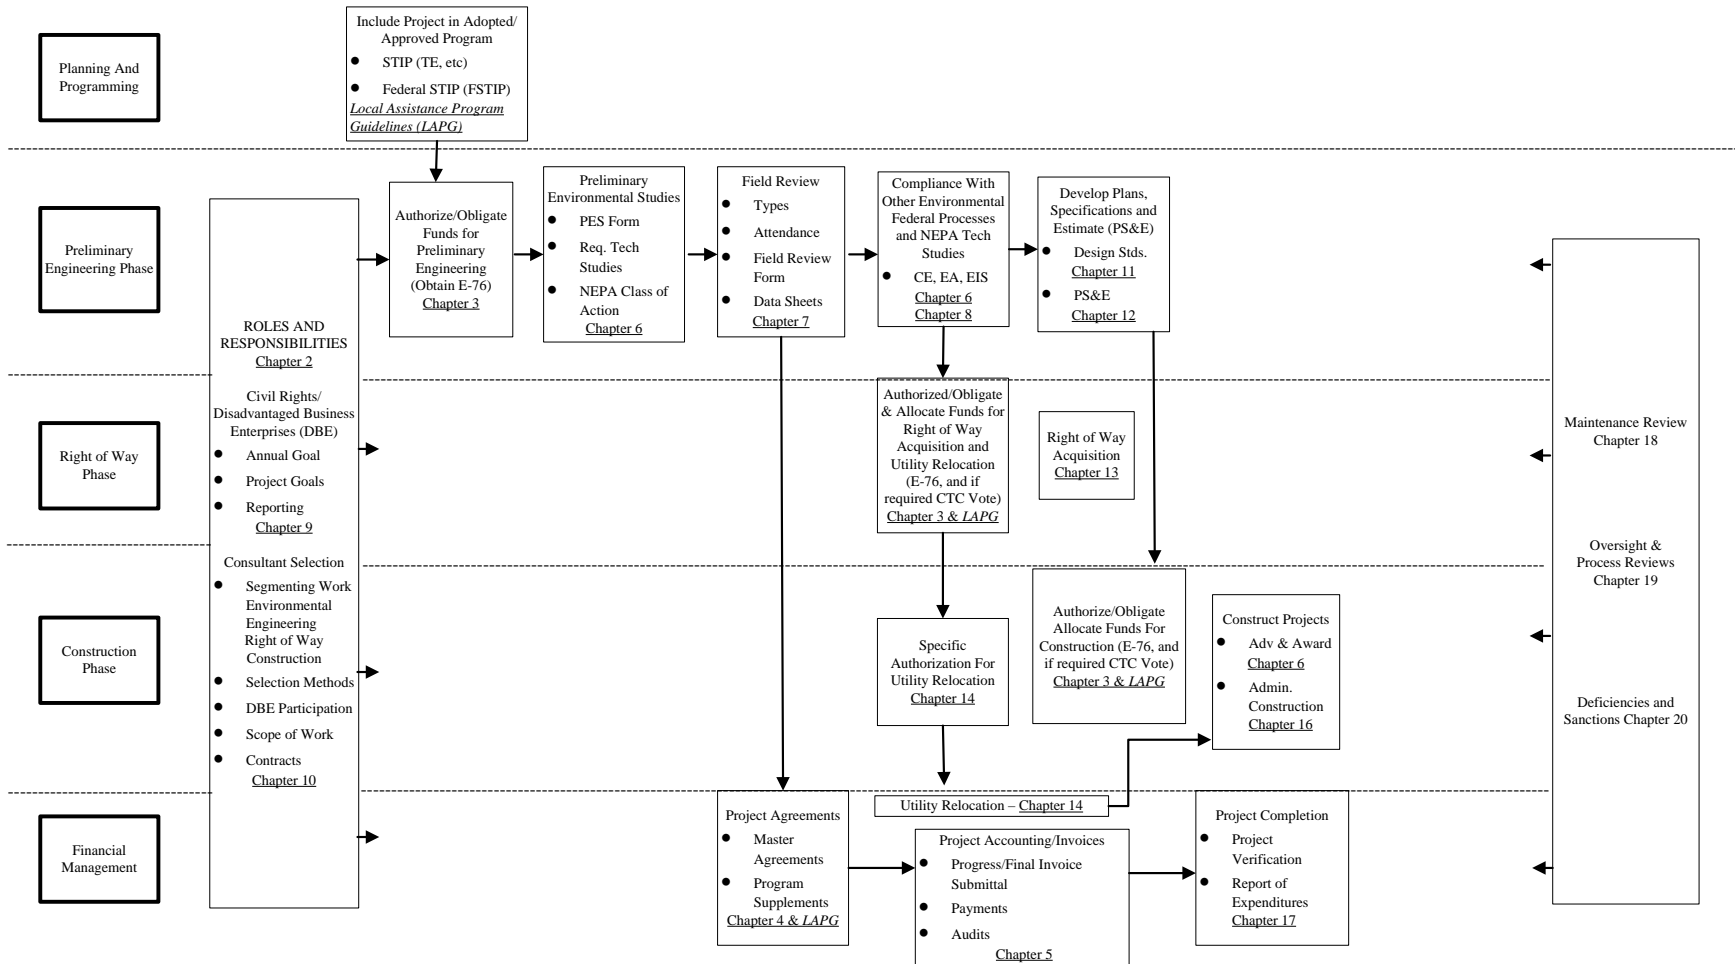 Planning And
Programming
Include Project in Adopted/
Approved Program
● STIP (TE, etc)
● Federal STIP (FSTIP)
Local Assistance Program
Guidelines (LAPG)
Preliminary
Engineering Phase
Authorize/Obligate
Funds for
Preliminary
Engineering
(Obtain E-76)
Chapter 3
Preliminary
Environmental Studies
● PES Form
● Req. Tech
Studies
● NEPA Class of
Action
Chapter 6
Field Review
● Types
● Attendance
● Field Review
Form
● Data Sheets
Chapter 7
Compliance With
Other Environmental
Federal Processes
and NEPA Tech
Studies
● CE, EA, EIS
Chapter 6
Chapter 8
Develop Plans,
Specifications and
Estimate (PS&E)
● Design Stds.
Chapter 11
● PS&E
Chapter 12
ROLES AND
RESPONSIBILITIES
Chapter 2
Civil Rights/
Disadvantaged Business
Enterprises (DBE)
● Annual Goal
● Project Goals
● Reporting
Chapter 9
Consultant Selection
● Segmenting Work
Environmental
Engineering
Right of Way
Construction
● Selection Methods
● DBE Participation
● Scope of Work
● Contracts
Chapter 10
Right of Way
Phase
Authorized/Obligate
& Allocate Funds for
Right of Way
Acquisition and
Utility Relocation
(E-76, and if
required CTC Vote)
Chapter 3 & LAPG
Right of Way
Acquisition
Chapter 13
Maintenance Review
Chapter 18
Oversight &
Process Reviews
Chapter 19
Deficiencies and
Sanctions Chapter 20
Construction
Phase
Specific
Authorization For
Utility Relocation
Chapter 14
Authorize/Obligate
Allocate Funds For
Construction (E-76, and
if required CTC Vote)
Chapter 3 & LAPG
Construct Projects
● Adv & Award
Chapter 6
● Admin.
Construction
Chapter 16
Financial
Management
Project Agreements
● Master
Agreements
● Program
Supplements
Chapter 4 & LAPG
Utility Relocation – Chapter 14
Project Accounting/Invoices
● Progress/Final Invoice
Submittal
● Payments
● Audits
Chapter 5
Project Completion
● Project
Verification
● Report of
Expenditures
Chapter 17